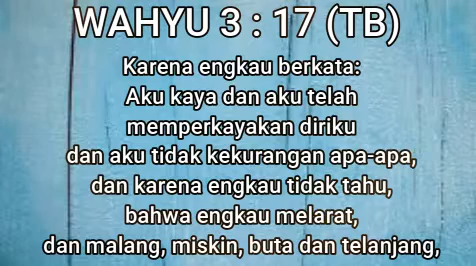 WAHYU 3 : 17 (TB)
Karena engkau berkata:
Aku kaya dan aku telah
memperkayakan diriku
dan aku tidak kekurangan apa-apa,
dan karena engkau tidak tahu,
bahwa engkau melarat,
dan malang, miskin, buta dan telanjang,